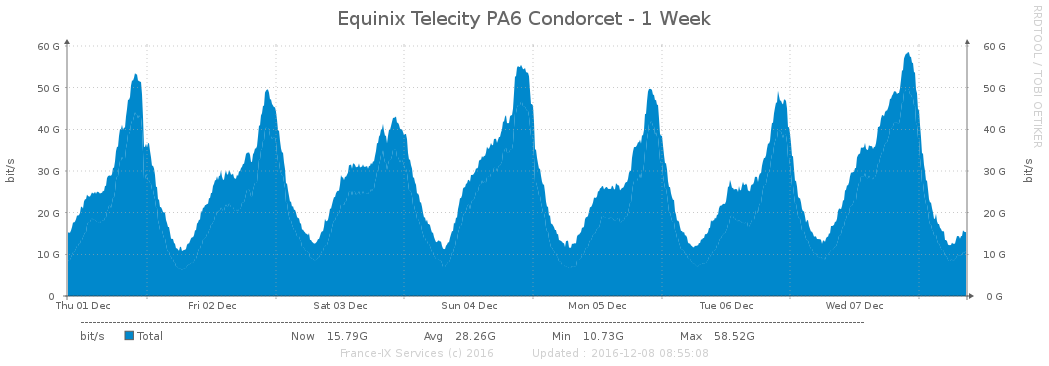 Equinix Telecity PA6 Condorcet - 1 Week
RRDTOOL / TOBI OETIKER
60 G 60 G
50 G 50 G
40 G 40 G
30 G 30 G
20 G 20 G
10 G 10 G
0 0 G
bit/s bit/s
Thu 01 Dec Fri 02 Dec Sat 03 Dec Sun 04 Dec Mon 05 Dec Tue 06 Dec Wed 07 Dec
bit/s Total Now 15.79G Avg 28.26G Min 10.73G Max 58.52G
France-IX Services (c) 2016 Updated : 2016-12-08 08:55:08